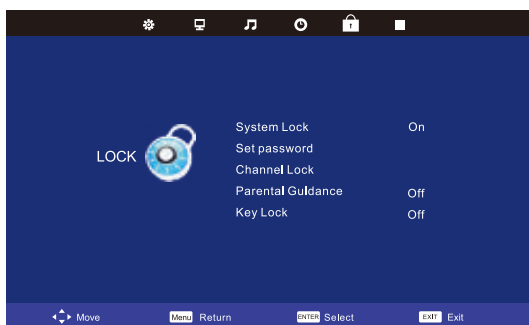 System Lock On
Set password
LOCK
Channel Lock
Parental Guldance Off
Key Lock Off
Move Menu Return ENTER Select EXIT Exit